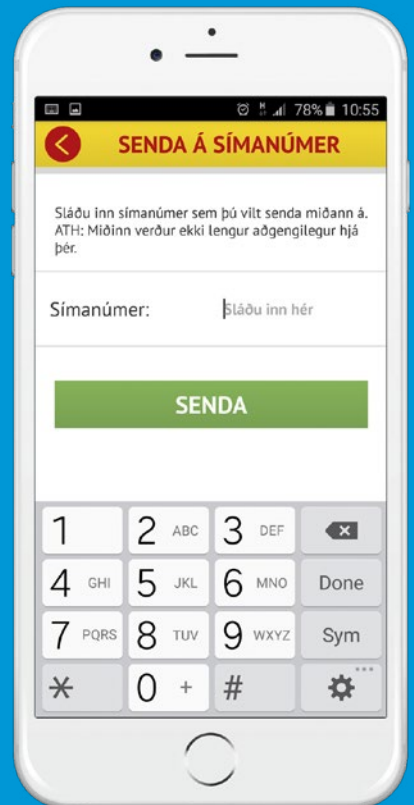 78% 10:55
SENDA Á SÍMANÚMER
Sláðu inn símanúmer sem þú vilt senda miðann á.
ATH: Miðinn verður ekki lengur aðgengilegur hjá
þér.
Símanúmer: Sláðu inn hér
SENDA
1 2 ABC 3 DEF
4 GHI 5 JKL 6 MNO Done
7 PQRS 8 TUV 9 WXYZ Sym
* 0 + #